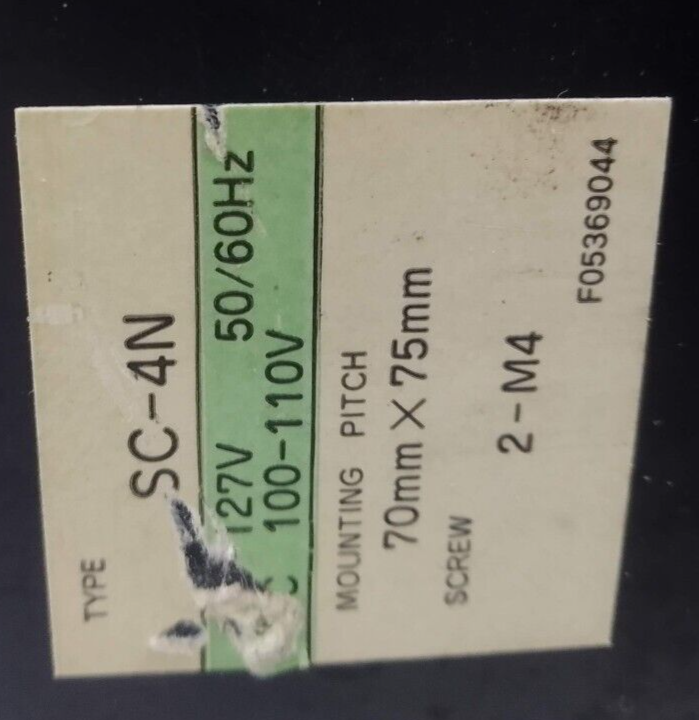 TYPE
SC-4N
127V 50/60Hz
100-110V
MOUNTING PITCH
70mm X 75mm
SCREW
2-M4
F05369044